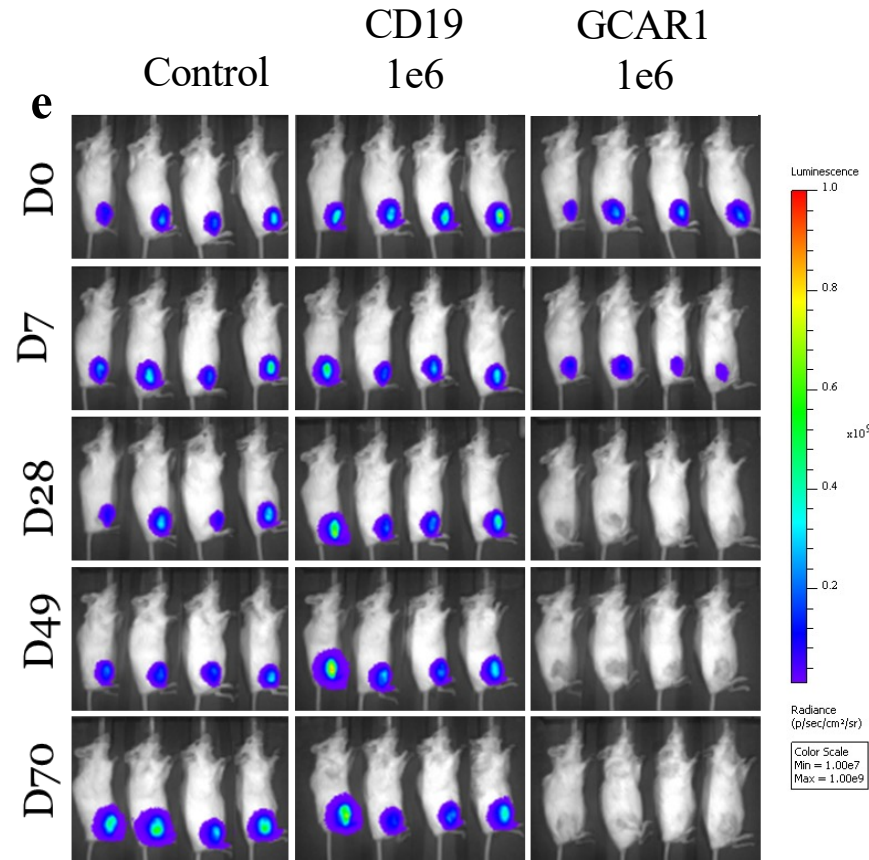 CD19
GCAR1
Control
1e6
1e6
e
D0
D7
D28
D49
D70
Luminescence
1.0
0.8
0.6
0.4
0.2
Radiance
(p/sec/cm²/sr)
Color Scale
Min = 1.00e7
Max = 1.00e9